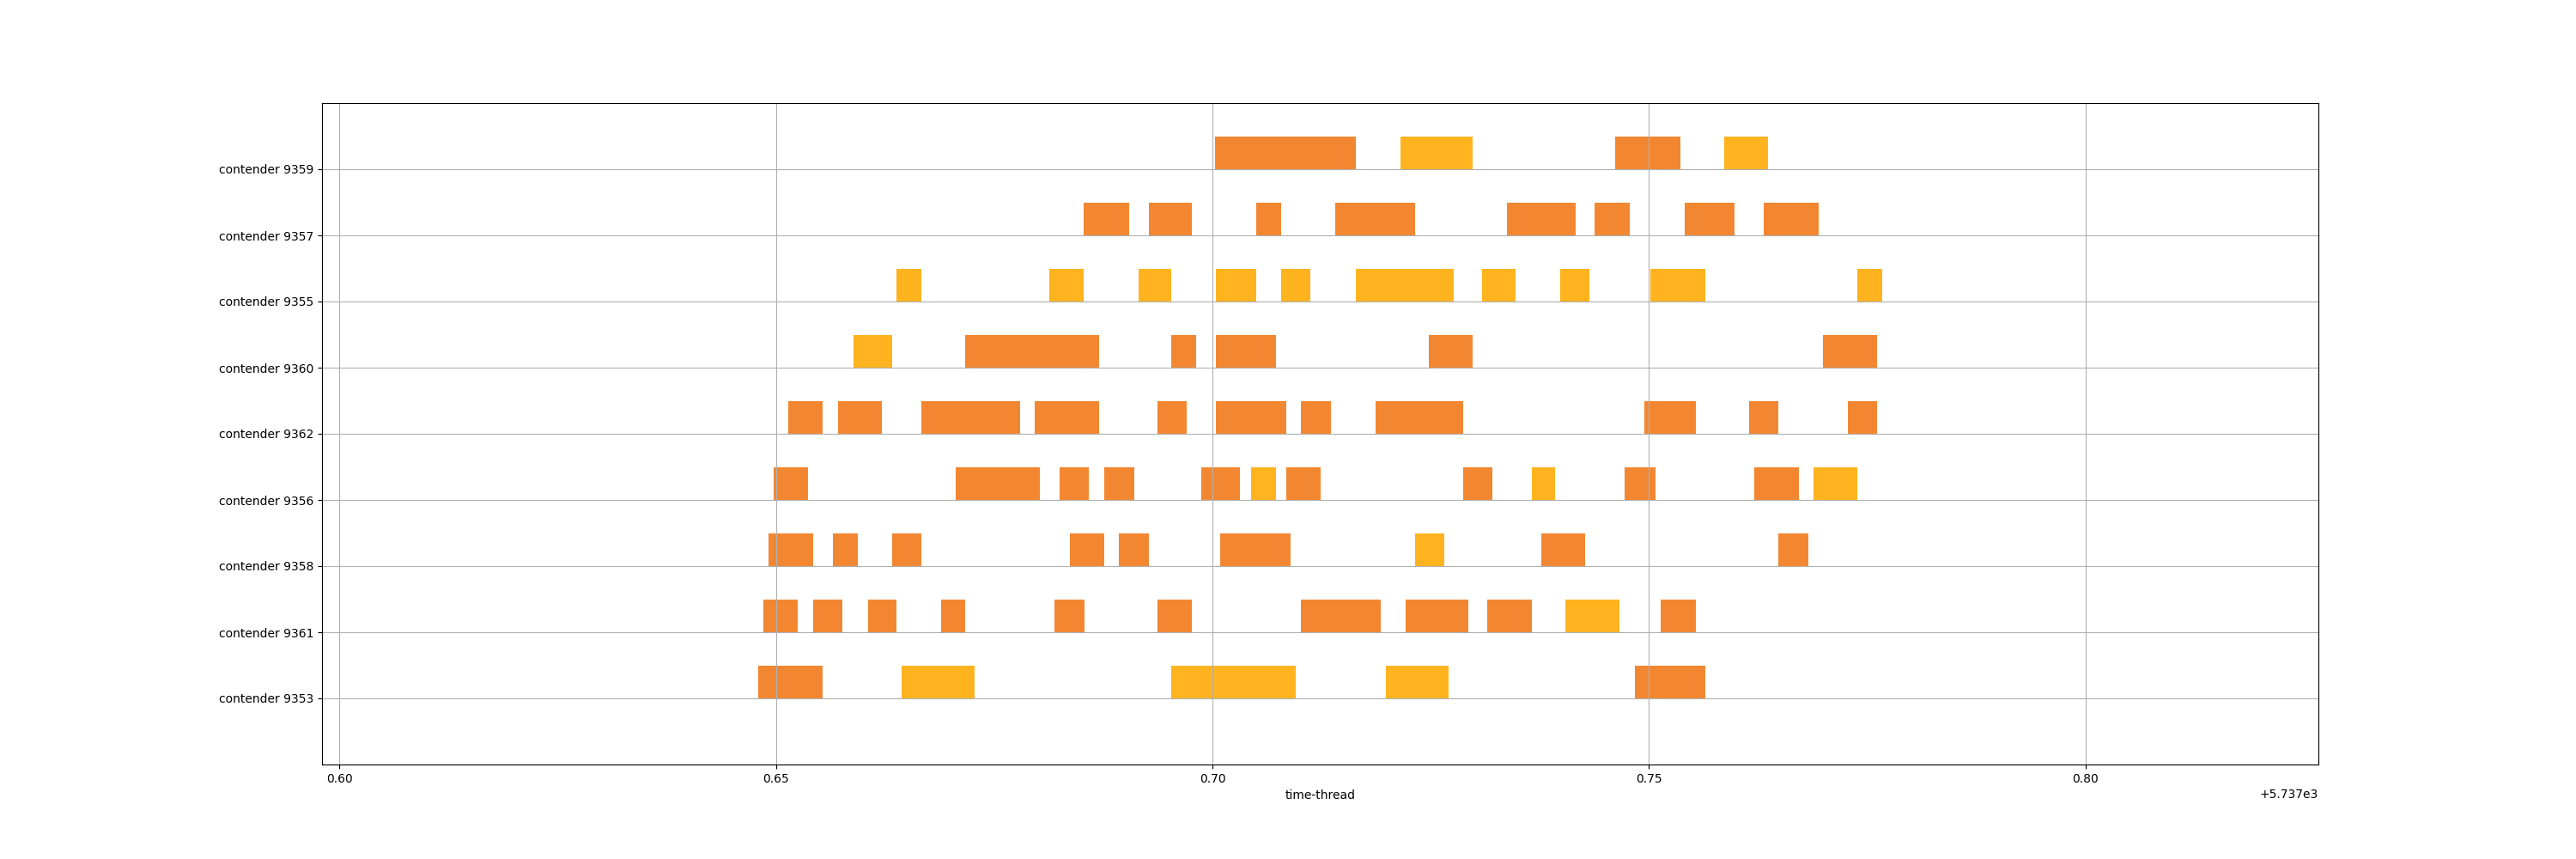 contender 9359
contender 9357
contender 9355
contender 9360
contender 9362
contender 9356
contender 9358
contender 9361
contender 9353
0.60 0.65 0.70 0.75 0.80
time-thread +5.737e3